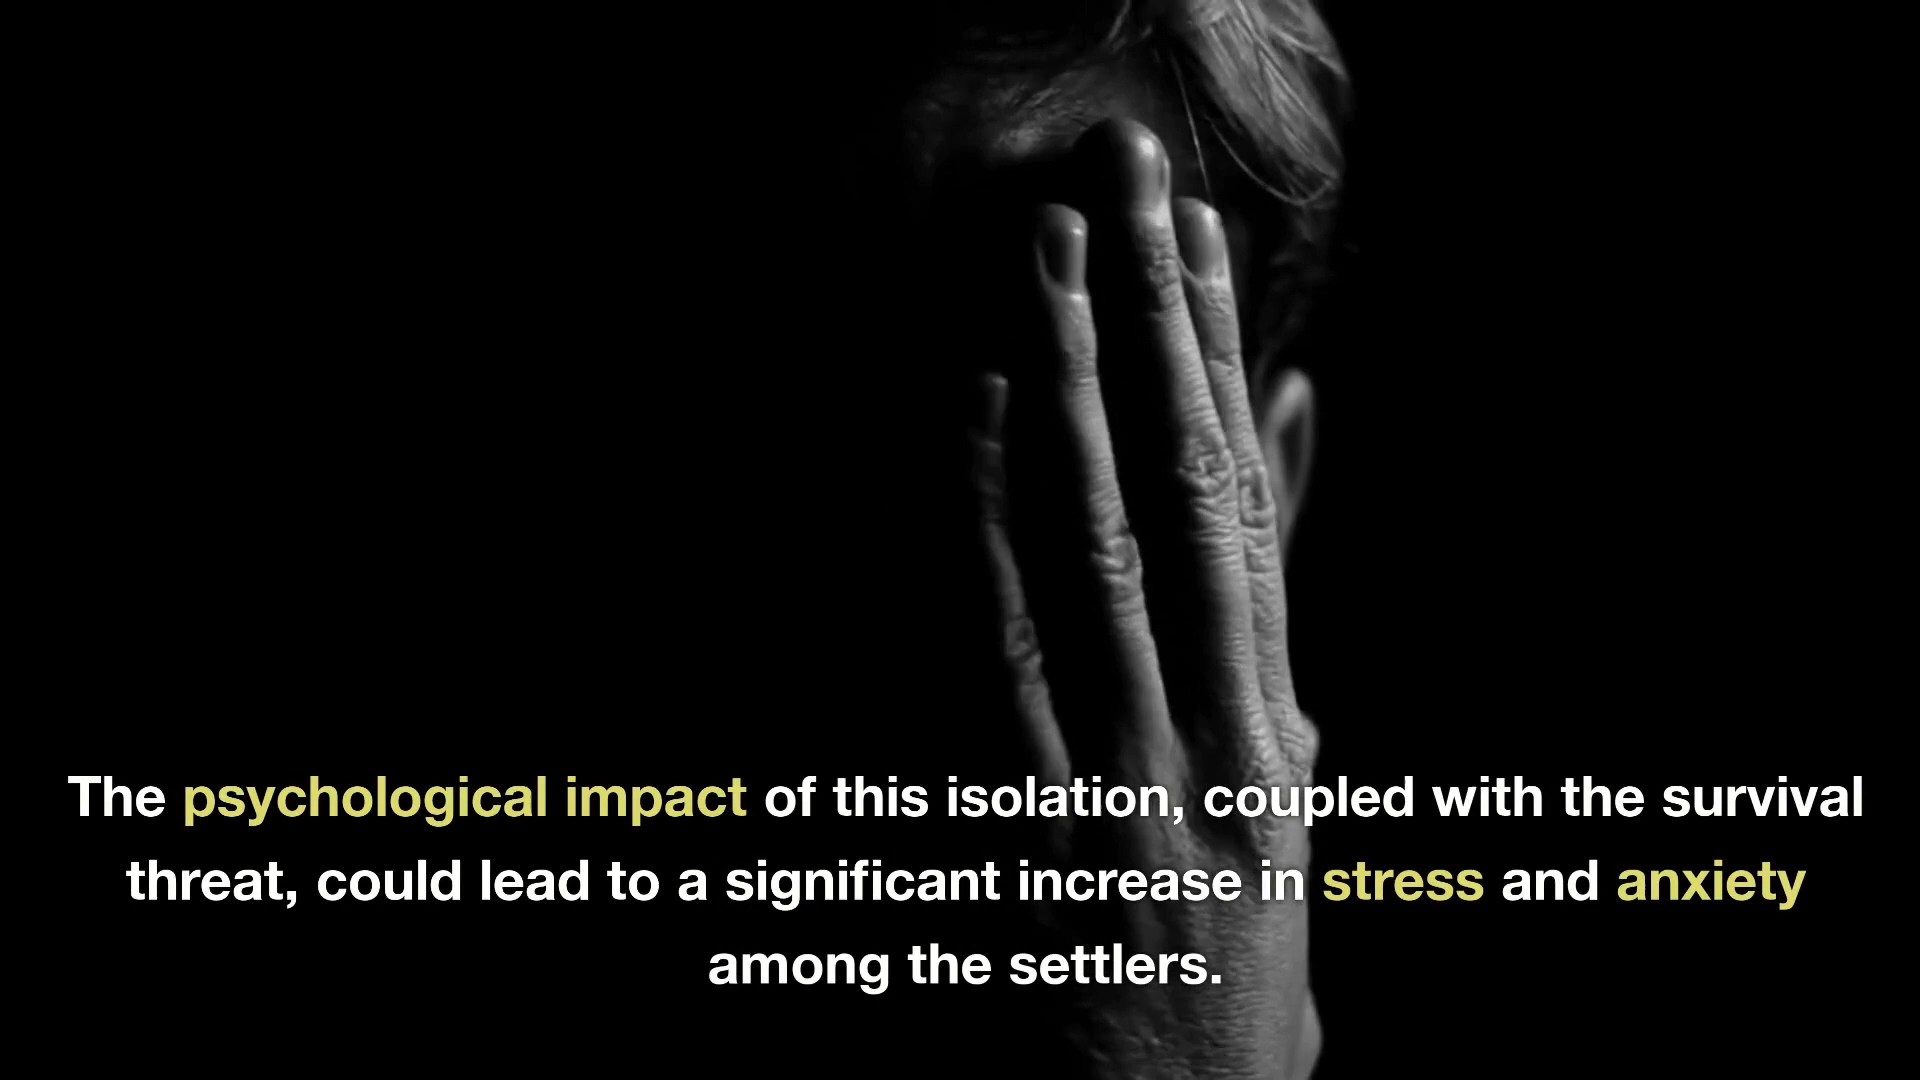 The psychological impact of this isolation, coupled with the survival
threat, could lead to a significant increase in stress and anxiety
among the settlers.